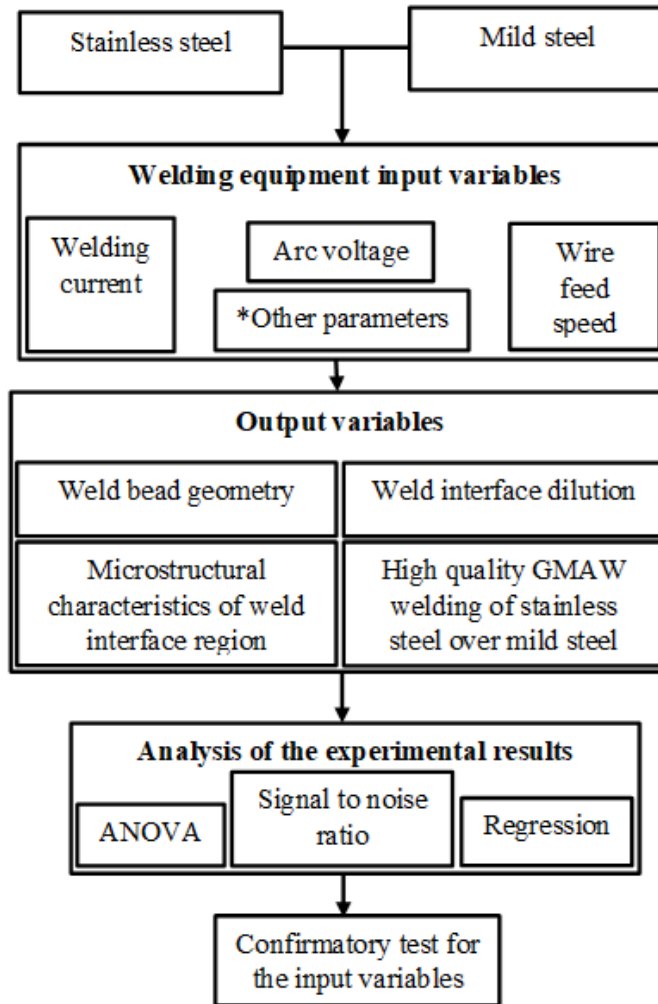 Stainless steel
Mild steel
Welding equipment input variables
Welding
current
Arc voltage
*Other parameters
Wire
feed
speed
Output variables
Weld bead geometry
Weld interface dilution
Microstructural
characteristics of weld
interface region
High quality GMAW
welding of stainless
steel over mild steel
Analysis of the experimental results
ANOVA
Signal to noise
ratio
Regression
Confirmatory test for
the input variables